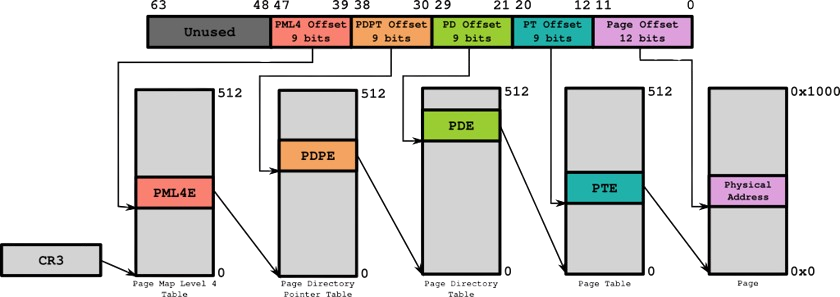 63 48 47 39 38 30 29 21 20 12 11 0
Unused
PML4 Offset
9 bits
PDPT Offset
9 bits
PD Offset
9 bits
PT Offset
9 bits
Page Offset
12 bits
512
512
512
512
0x1000
PML4E
PDPE
PDE
PTE
Physical
Address
CR3
0
0
0
0
0x0
Page Map Level 4
Table
Page Directory
Pointer Table
Page Directory
Table
Page Table
Page